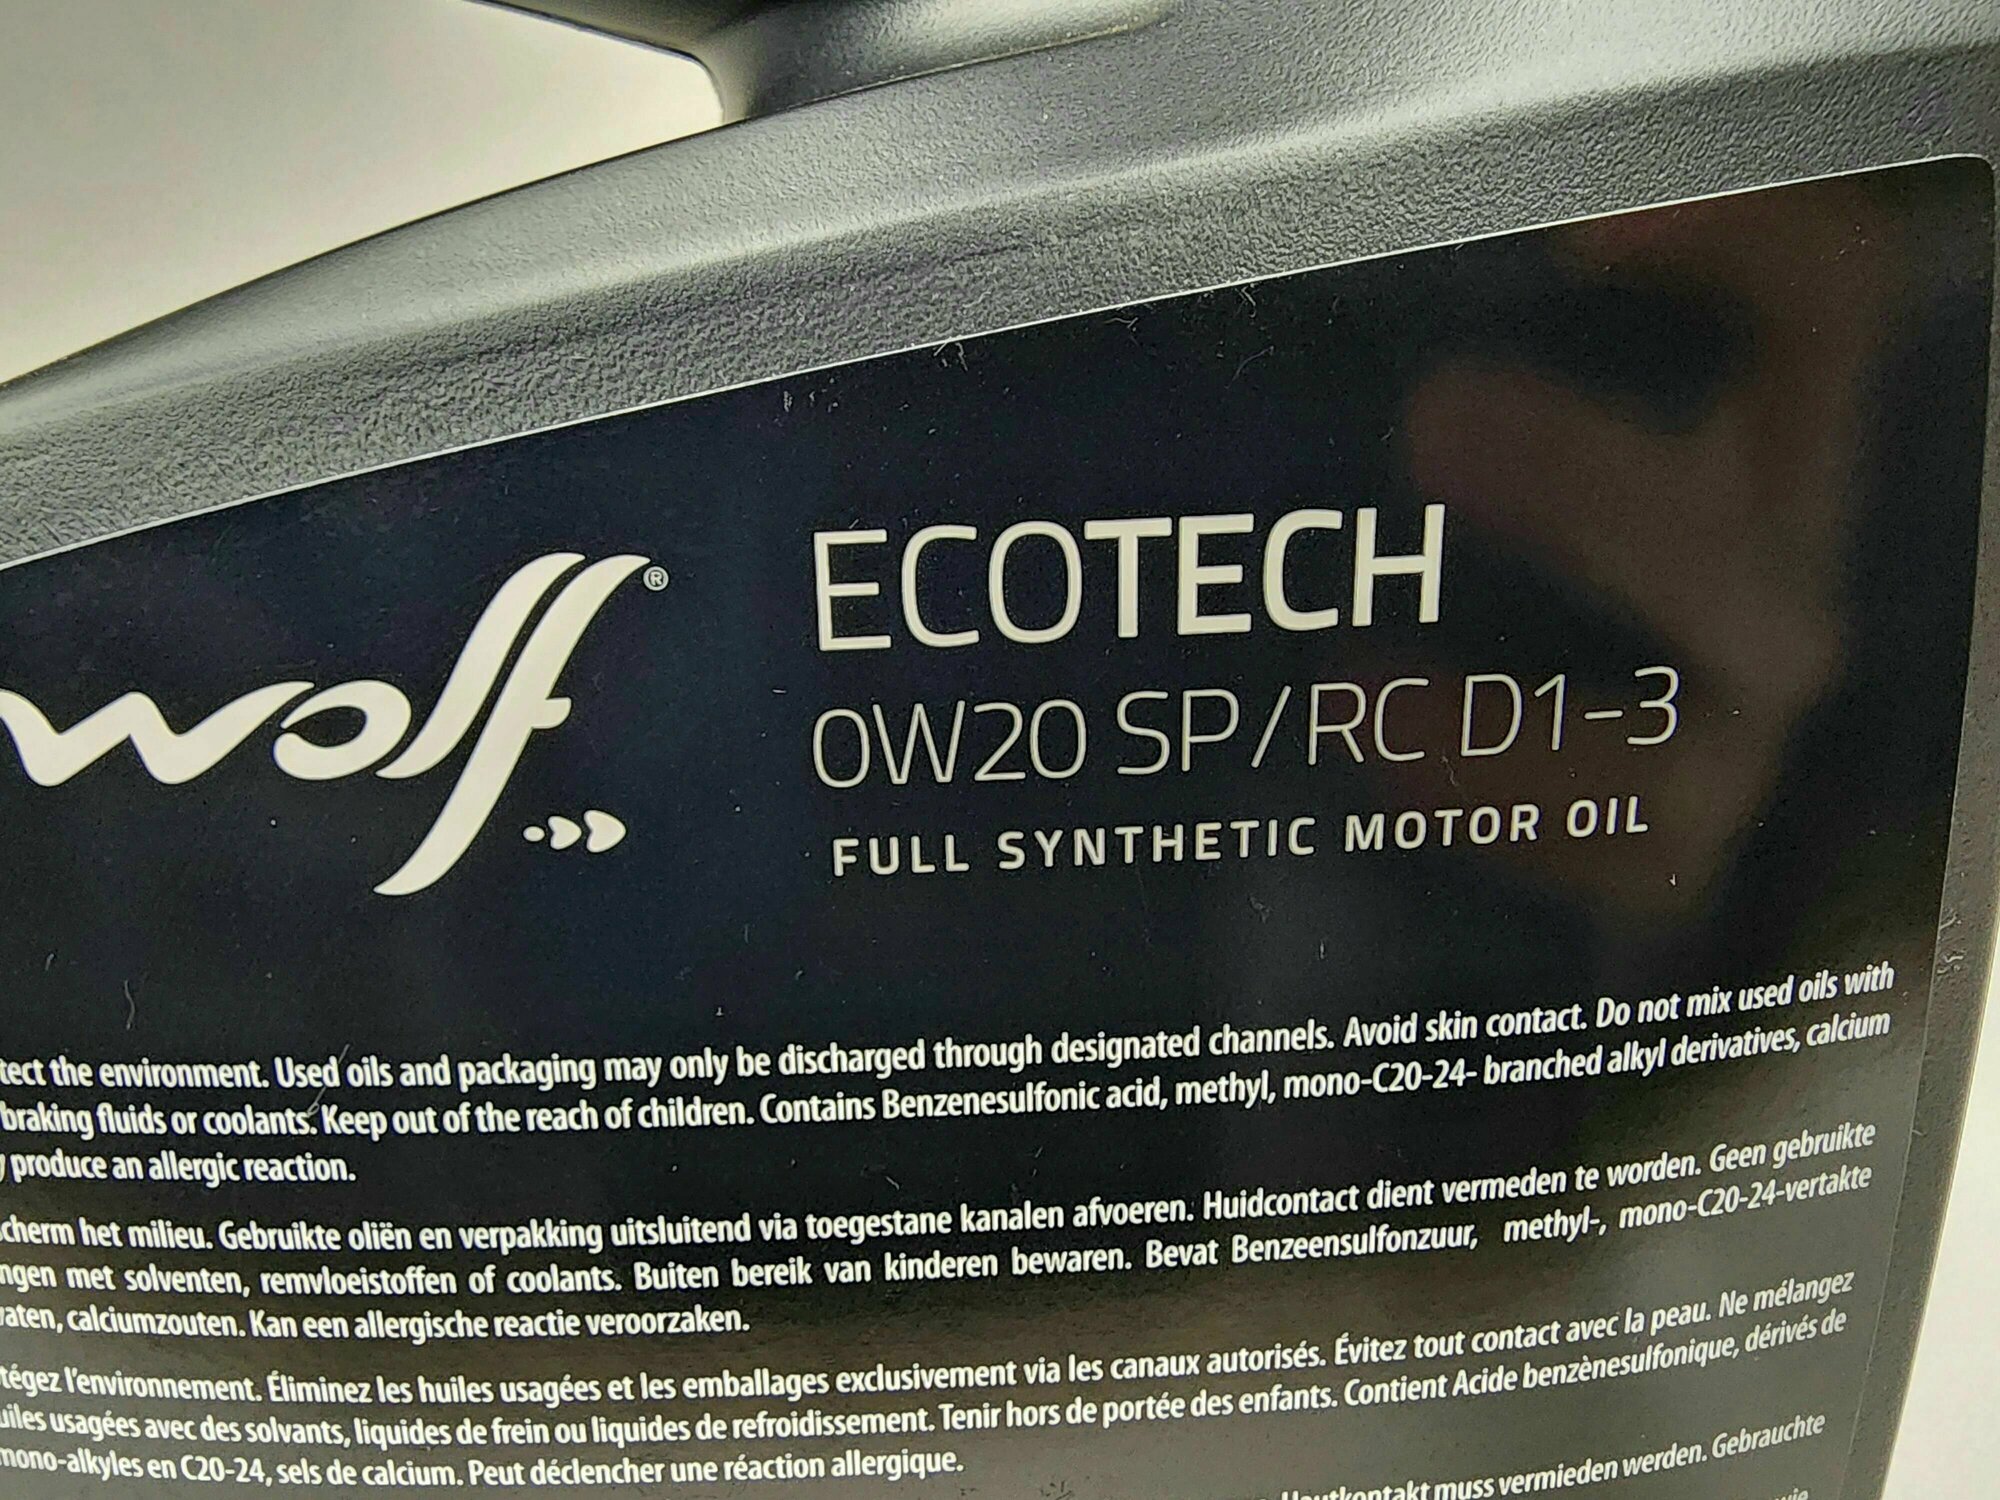 wolf®
ECOTECH
0W20 SP/RC D1-3
FULL SYNTHETIC MOTOR OIL
tect the environment. Used oils and packaging may only be discharged through designated channels. Avoid skin contact. Do not mix used oils with
braking fluids or coolants. Keep out of the reach of children. Contains Benzenesulfonic acid, methyl, mono-C20-24- branched alkyl derivatives, calcium
produce an allergic reaction.
cherm het milieu. Gebruikte oliën en verpakking uitsluitend via toegestane kanalen afvoeren. Huidcontact dient vermeden te worden. Geen gebruikte
ngen met solventen, remvloeistoffen of coolants. Buiten bereik van kinderen bewaren. Bevat Benzeensulfonzuur, methyl-, mono-C20-24-vertakte
aten, calciumzouten. Kan een allergische reactie veroorzaken.
tégez l'environnement. Éliminez les huiles usagées et les emballages exclusivement via les canaux autorisés. Évitez tout contact avec la peau. Ne mélangez
uiles usagées avec des solvants, liquides de frein ou liquides de refroidissement. Tenir hors de portée des enfants. Contient Acide benzènesulfonique, dérivés de
mono-alkyles en C20-24, sels de calcium. Peut déclencher une réaction allergique.
muss vermieden werden. Gebrauchte